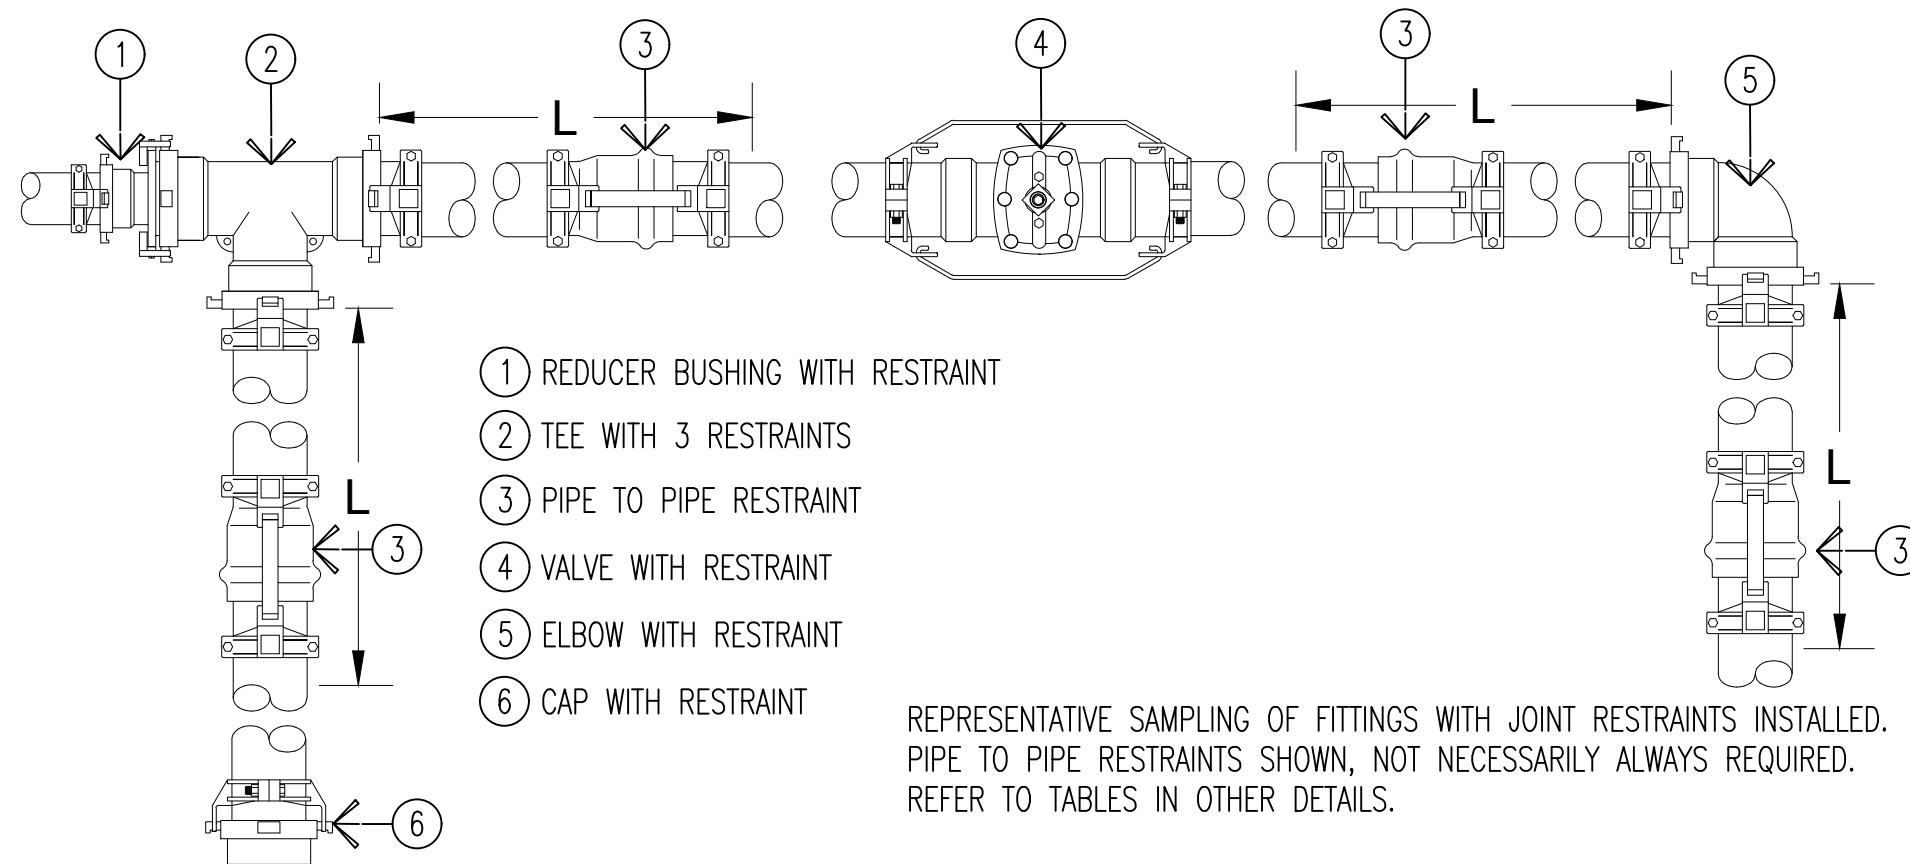 1
2
3
4
3
5
L
L
1 REDUCER BUSHING WITH RESTRAINT
2 TEE WITH 3 RESTRAINTS
3 PIPE TO PIPE RESTRAINT
4 VALVE WITH RESTRAINT
5 ELBOW WITH RESTRAINT
6 CAP WITH RESTRAINT
L
3
L
3
6
REPRESENTATIVE SAMPLING OF FITTINGS WITH JOINT RESTRAINTS INSTALLED.
PIPE TO PIPE RESTRAINTS SHOWN, NOT NECESSARILY ALWAYS REQUIRED.
REFER TO TABLES IN OTHER DETAILS.